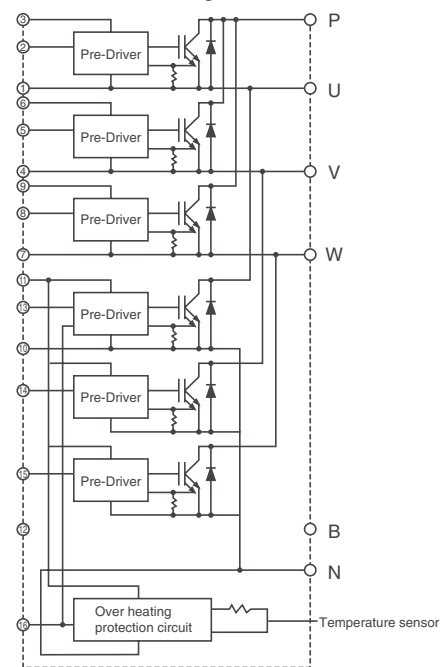 ③ P
② Pre-Driver
① U
⑥
⑤ Pre-Driver
④ V
⑨
⑧ Pre-Driver
⑦ W
⑪
⑬ Pre-Driver
⑩
⑭ Pre-Driver
⑮ Pre-Driver
⑫ B
N
Over heating
protection circuit
⑯ Temperature sensor